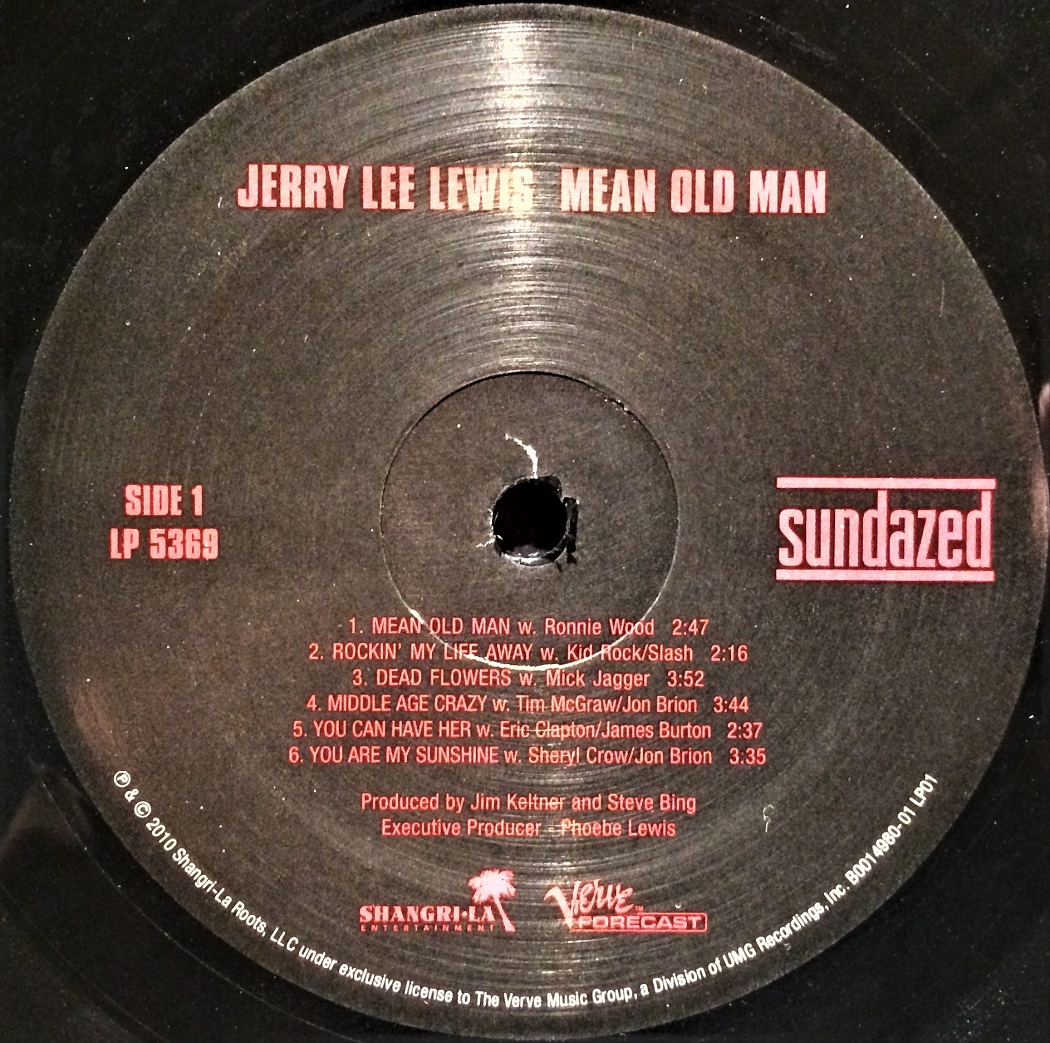 JERRY LEE LEWIS MEAN OLD MAN
SIDE 1
LP 5369
sundazed
1. MEAN OLD MAN w. Ronnie Wood 2:47
2. ROCKIN' MY LIFE AWAY w. Kid Rock/Slash 2:16
3. DEAD FLOWERS w. Mick Jagger 3:52
4. MIDDLE AGE CRAZY w. Tim McGraw/Jon Brion 3:44
5. YOU CAN HAVE HER w. Eric Clapton/James Burton 2:37
6. YOU ARE MY SUNSHINE w. Sheryl Crow/Jon Brion 3:35
Produced by Jim Keltner and Steve Bing
Executive Producer - Phoebe Lewis
SHANGRI-LA
ENTERTAINMENT
Verve™
FORECAST
℗ & © 2010 Shangri-La Roots, LLC under exclusive license to The Verve Music Group, a Division of UMG Recordings, Inc. B0014980-01 LP01